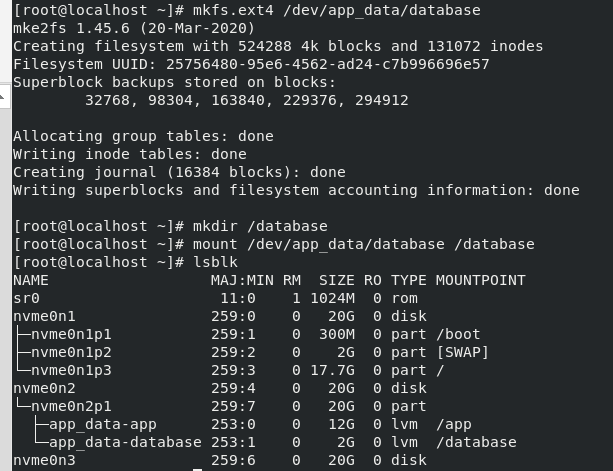 [root@localhost ~]# mkfs.ext4 /dev/app_data/database
mke2fs 1.45.6 (20-Mar-2020)
Creating filesystem with 524288 4k blocks and 131072 inodes
Filesystem UUID: 25756480-95e6-4562-ad24-c7b996696e57
Superblock backups stored on blocks:
        32768, 98304, 163840, 229376, 294912

Allocating group tables: done
Writing inode tables: done
Creating journal (16384 blocks): done
Writing superblocks and filesystem accounting information: done

[root@localhost ~]# mkdir /database
[root@localhost ~]# mount /dev/app_data/database /database
[root@localhost ~]# lsblk
NAME                  MAJ:MIN RM  SIZE RO TYPE MOUNTPOINT
sr0                    11:0    1 1024M  0 rom
nvme0n1               259:0    0   20G  0 disk
├─nvme0n1p1           259:1    0  300M  0 part /boot
├─nvme0n1p2           259:2    0    2G  0 part [SWAP]
└─nvme0n1p3           259:3    0 17.7G  0 part /
nvme0n2               259:4    0   20G  0 disk
└─nvme0n2p1           259:7    0   20G  0 part
  ├─app_data-app      253:0    0   12G  0 lvm  /app
  └─app_data-database 253:1    0    2G  0 lvm  /database
nvme0n3               259:6    0   20G  0 disk